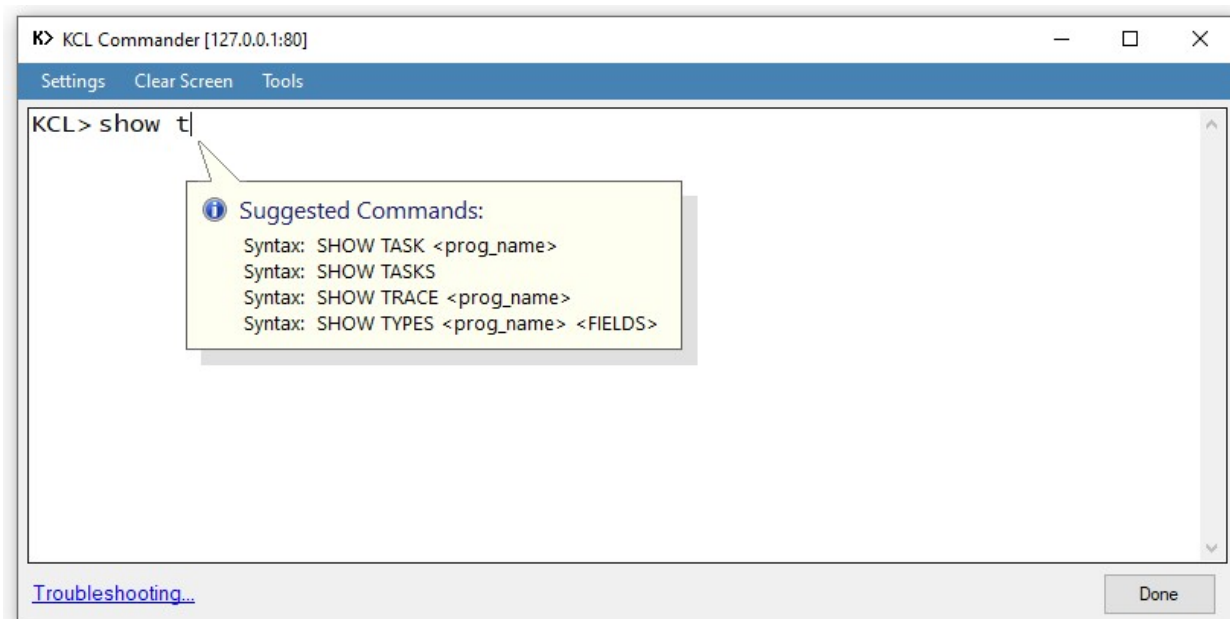 K> KCL Commander [127.0.0.1:80]
Settings Clear Screen Tools
KCL> show t
Suggested Commands:
Syntax: SHOW TASK <prog_name>
Syntax: SHOW TASKS
Syntax: SHOW TRACE <prog_name>
Syntax: SHOW TYPES <prog_name> <FIELDS>
Troubleshooting...
Done